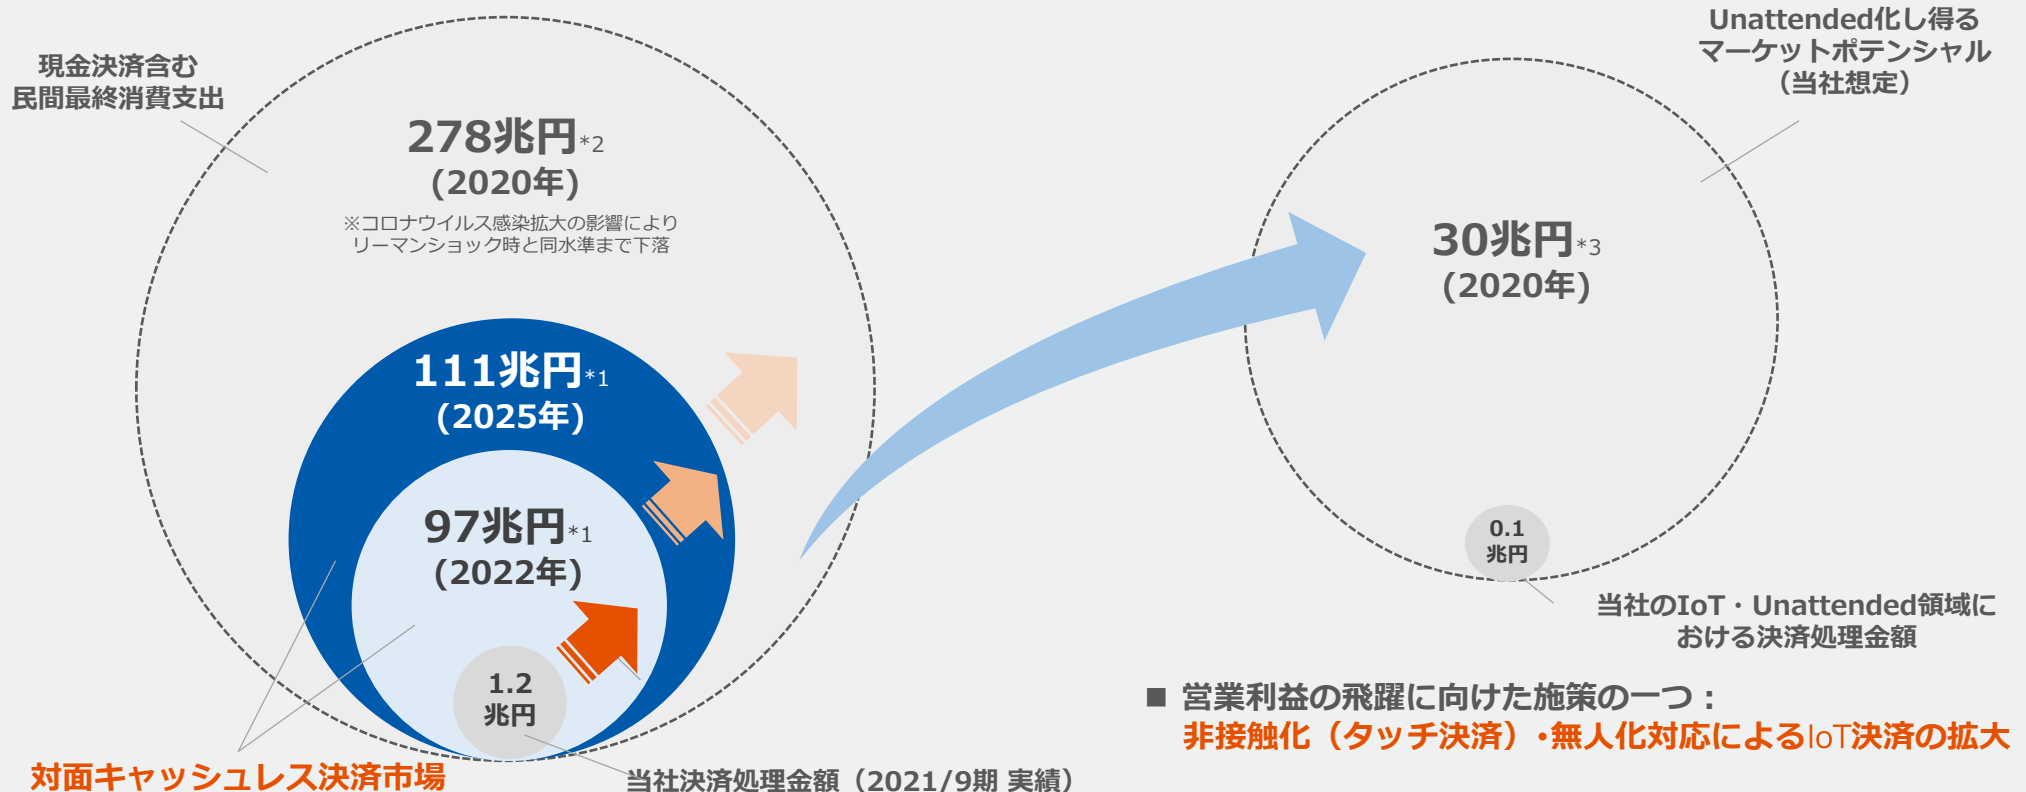 現金決済含む
民間最終消費支出
278兆円*2
(2020年)
※コロナウイルス感染拡大の影響により
リーマンショック時と同水準まで下落
111兆円*1
(2025年)
97兆円*1
(2022年)
1.2
兆円
対面キャッシュレス決済市場
当社決済処理金額（2021/9期 実績）
Unattended化し得る
マーケットポテンシャル
（当社想定）
30兆円*3
(2020年)
0.1
兆円
当社のIoT・Unattended領域に
おける決済処理金額
■ 営業利益の飛躍に向けた施策の一つ：
非接触化（タッチ決済）・無人化対応によるIoT決済の拡大